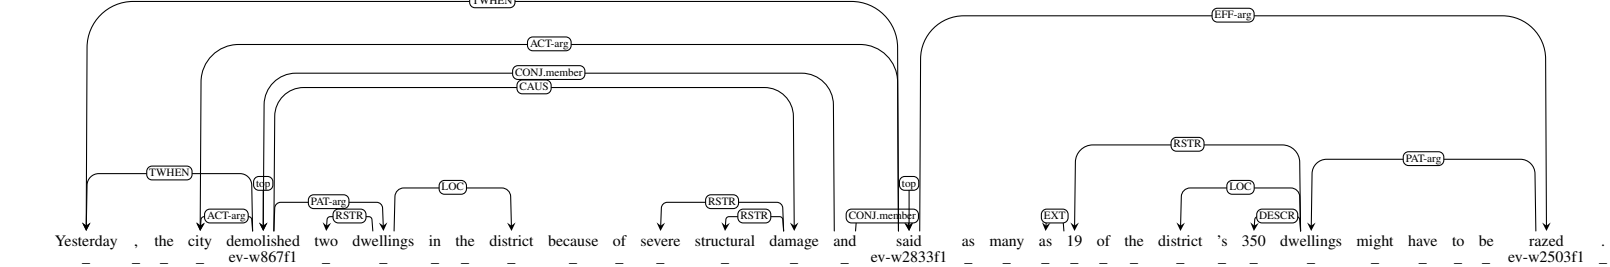 TWHEN
EFF-arg
ACT-arg
CONJ.member
CAUS
RSTR
PAT-arg
TWHEN top LOC LOC top
PAT-arg RSTR
ACT-arg RSTR RSTR CONJ.member EXT DESCR
Yesterday , the city demolished two dwellings in the district because of severe structural damage and said as many as 19 of the district 's 350 dwellings might have to be razed .
_ _ _ _ ev-w867f1 _ _ _ _ _ _ _ _ _ _ _ ev-w2833f1 _ _ _ _ _ _ _ _ _ _ _ _ _ _ ev-w2503f1 _